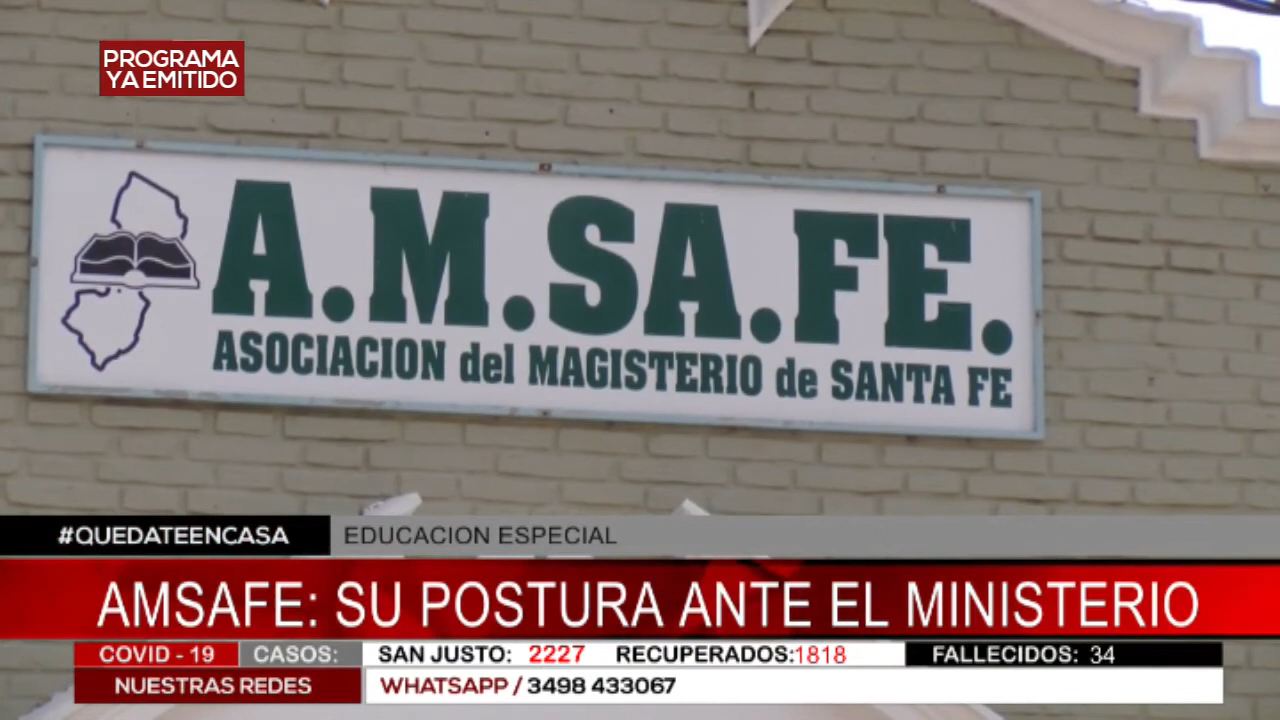 PROGRAMA
YA EMITIDO
A.M.SA.FE.
ASOCIACION del MAGISTERIO de SANTA FE
#QUEDATEENCASA EDUCACION ESPECIAL
AMSAFE: SU POSTURA ANTE EL MINISTERIO
COVID - 19 CASOS: SAN JUSTO: 2227 RECUPERADOS:1818 FALLECIDOS: 34
NUESTRAS REDES WHATSAPP / 3498 433067